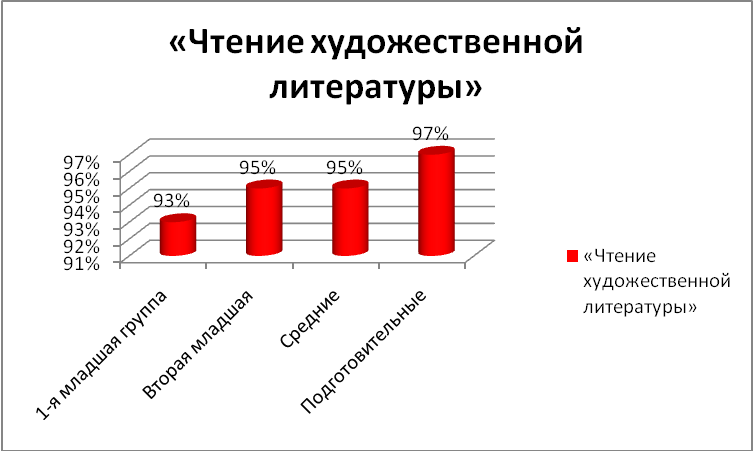 «Чтение художественной
литературы»
97%
96%
95%
94%
93%
92%
91%
93%
95%
95%
97%
1-я младшая группа
Вторая младшая
Средние
Подготовительные
«Чтение
художественной
литературы»